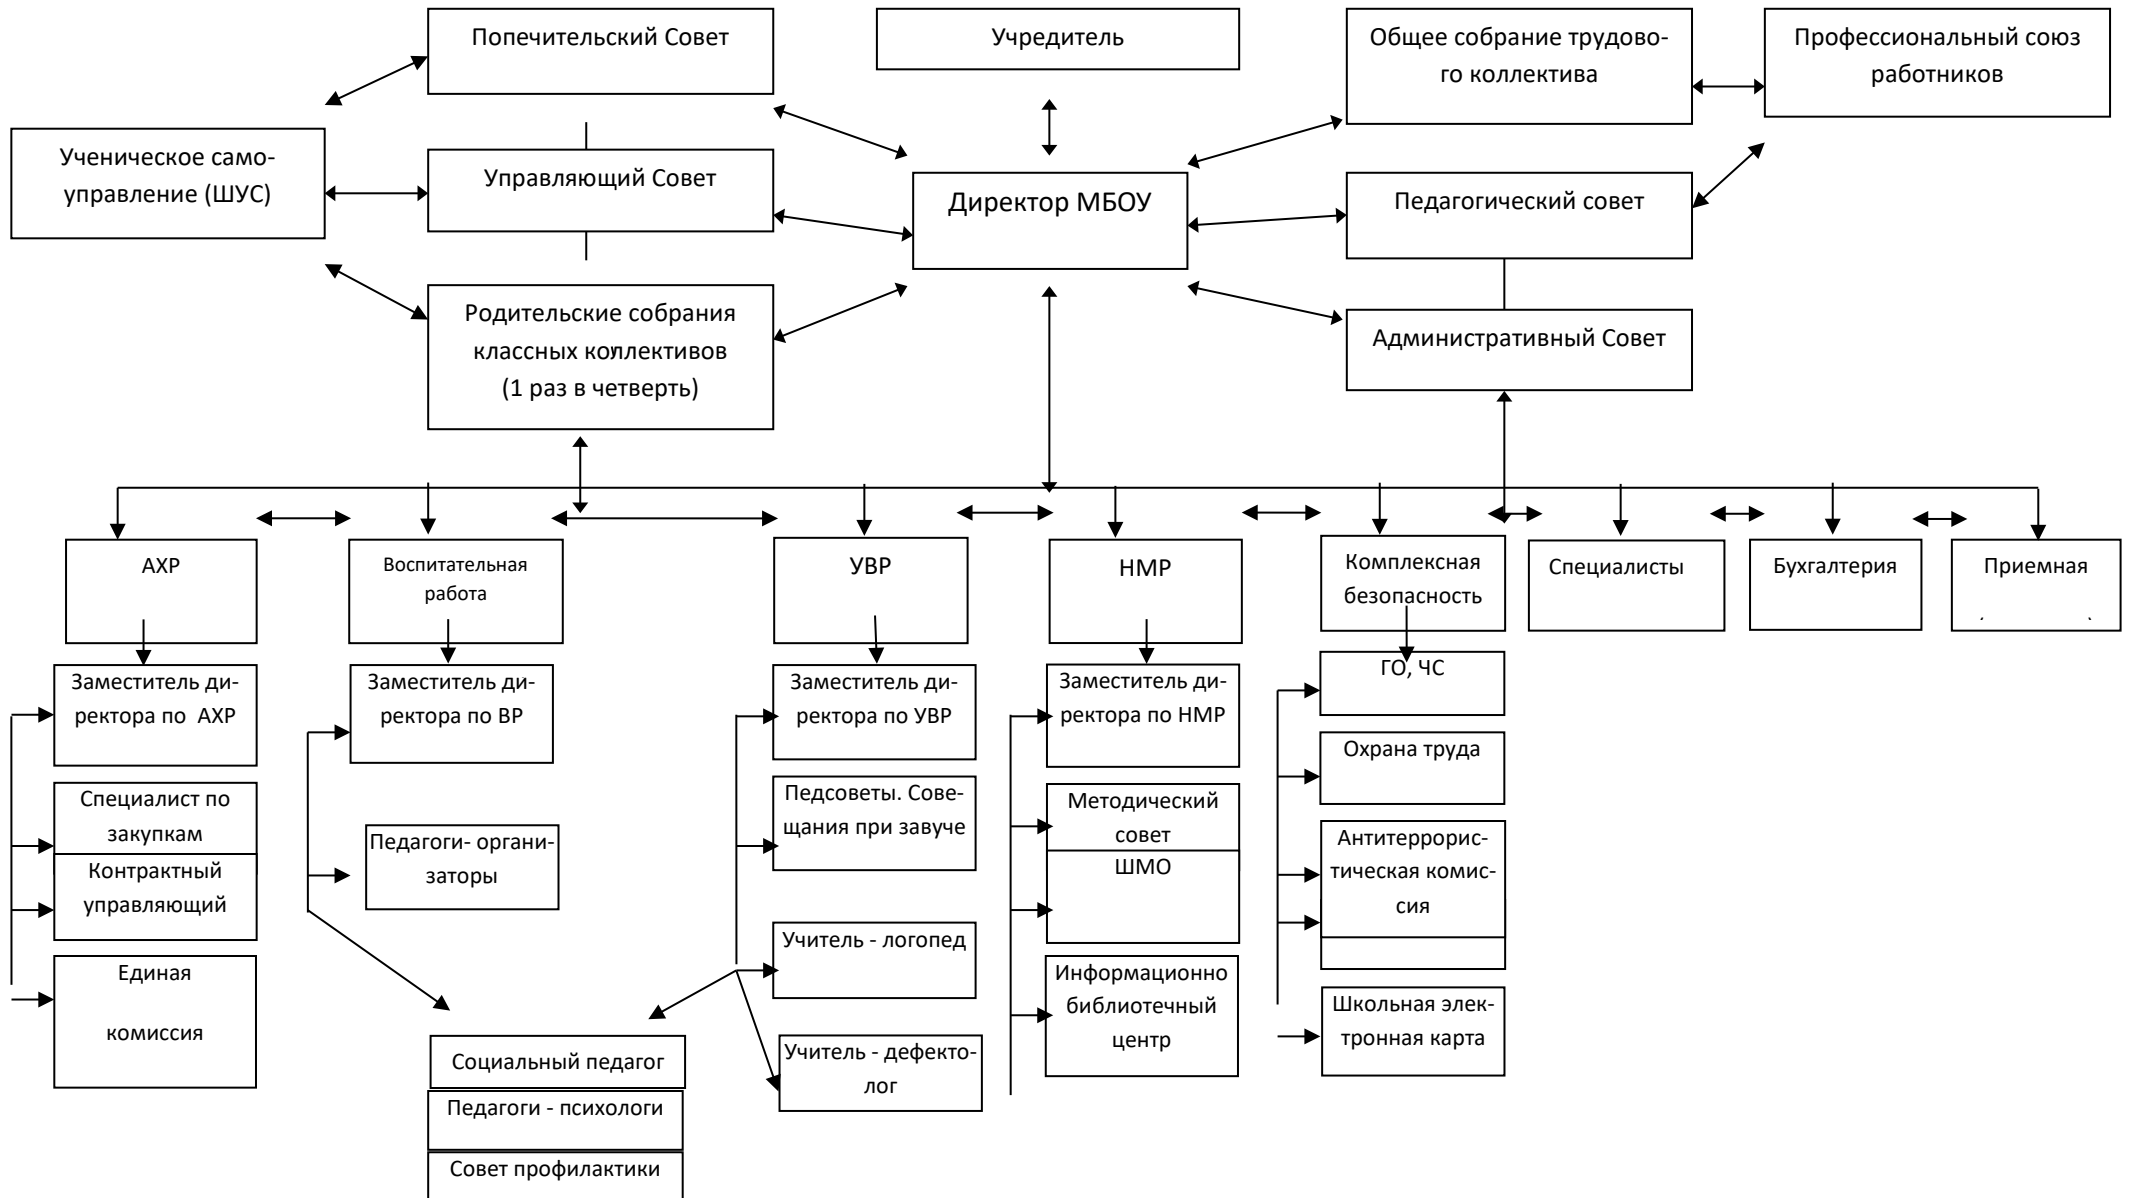 Попечительский Совет
Учредитель
Общее собрание трудово-
го коллектива
Профессиональный союз
работников
Ученическое само-
управление (ШУС)
Управляющий Совет
Директор МБОУ
Педагогический совет
Родительские собрания
классных коллективов
(1 раз в четверть)
Административный Совет
АХР
Воспитательная
работа
УВР
НМР
Комплексная
безопасность
Специалисты
Бухгалтерия
Приемная
Заместитель ди-
ректора по АХР
Специалист по
закупкам
Контрактный
управляющий
Единая
комиссия
Заместитель ди-
ректора по ВР
Педагоги- органи-
заторы
Социальный педагог
Педагоги - психологи
Совет профилактики
Заместитель ди-
ректора по УВР
Педсоветы. Сове-
щания при завуче
Учитель - логопед
Учитель - дефекто-
лог
Заместитель ди-
ректора по НМР
Методический
совет
ШМО
Информационно
библиотечный
центр
ГО, ЧС
Охрана труда
Антитеррорис-
тическая комис-
сия
Школьная элек-
тронная карта